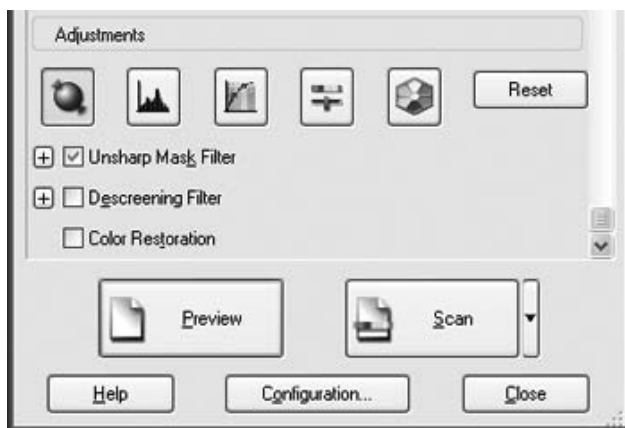 Adjustments
Reset
Unsharp Mask Filter
Descreening Filter
Color Restoration
Preview Scan
Help Configuration... Close